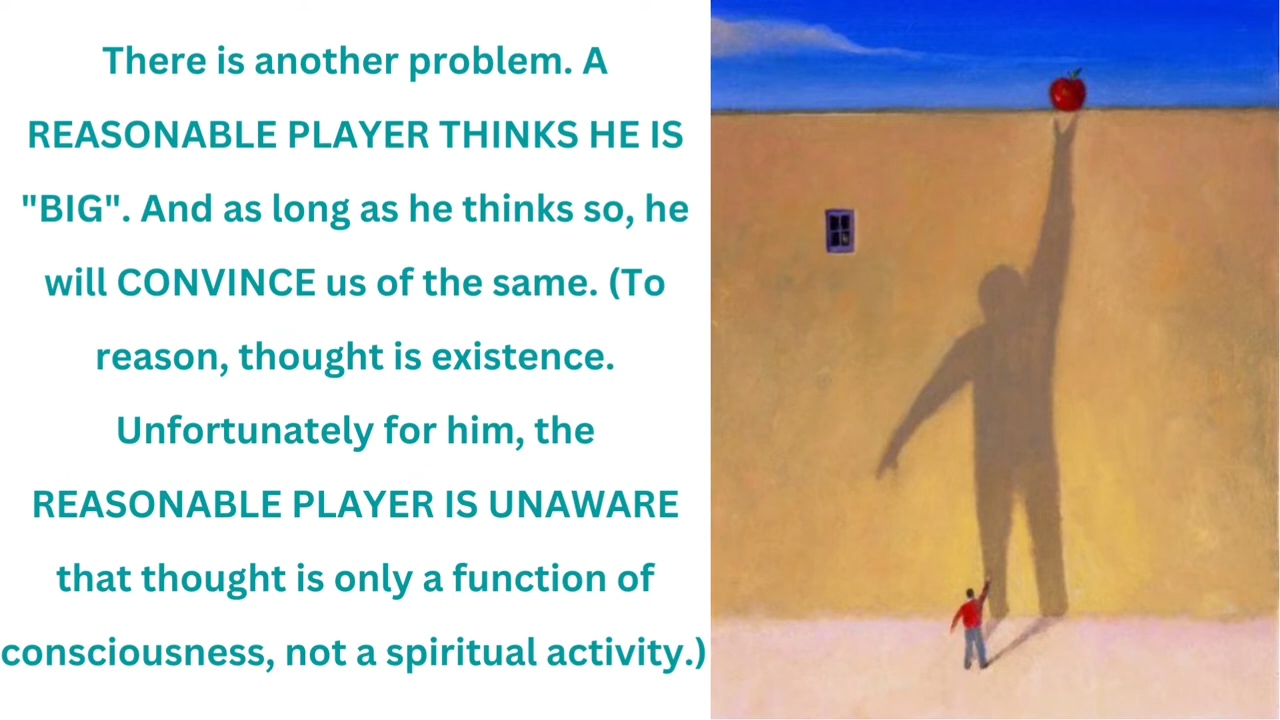 There is another problem. A
REASONABLE PLAYER THINKS HE IS
"BIG". And as long as he thinks so, he
will CONVINCE us of the same. (To
reason, thought is existence.
Unfortunately for him, the
REASONABLE PLAYER IS UNAWARE
that thought is only a function of
consciousness, not a spiritual activity.)